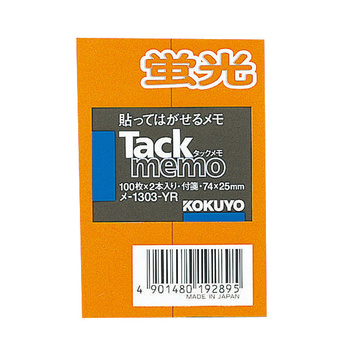 蛍光
貼ってはがせるメモ
Tack
タックメモ
memo
100枚×2本入り・付箋・74×25mm
メ-1303-YR
KOKUYO
4 901480 192895
MADE IN JAPAN